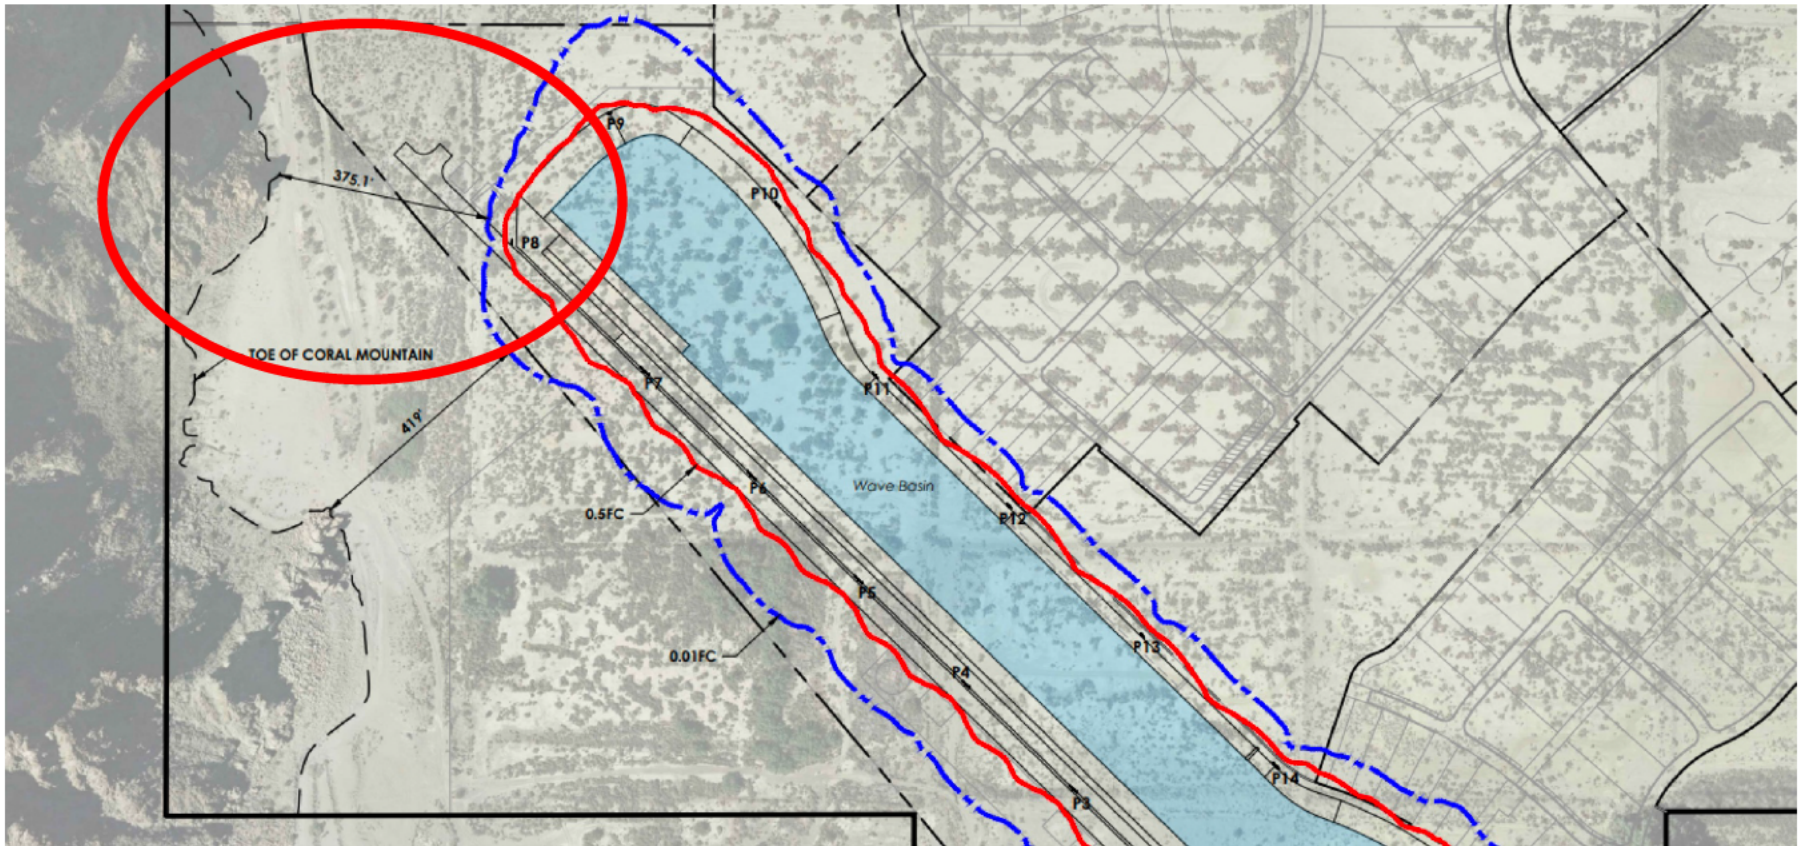 P9
375.1'
P10
P8
TOE OF CORAL MOUNTAIN
P7
P11
419'
P6
Wave Basin
0.5FC
P12
P5
P13
0.01FC
P4
P14
P3